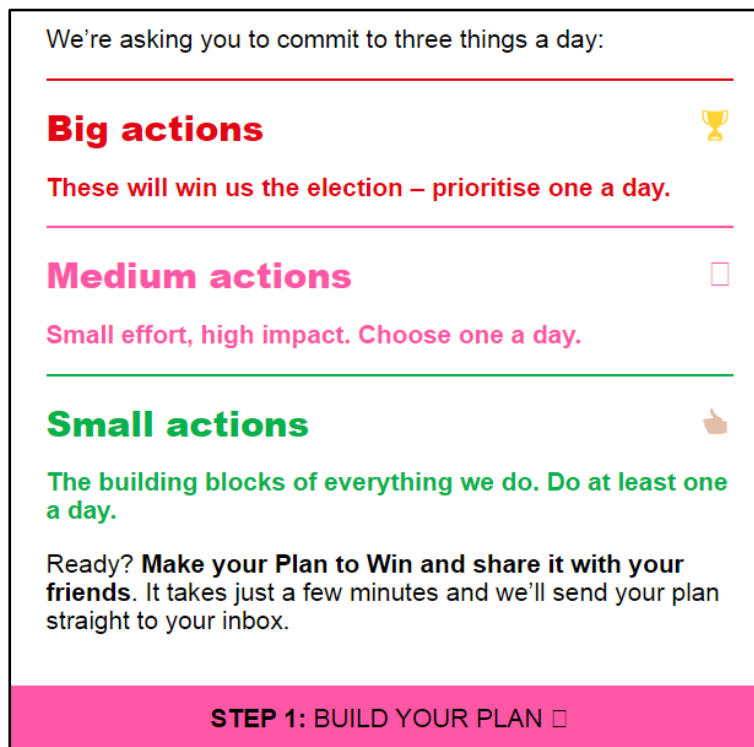 We’re asking you to commit to three things a day:
Big actions
These will win us the election – prioritise one a day.
Medium actions
Small effort, high impact. Choose one a day.
Small actions
The building blocks of everything we do. Do at least one
a day.
Ready? Make your Plan to Win and share it with your
friends. It takes just a few minutes and we’ll send your plan
straight to your inbox.
STEP 1: BUILD YOUR PLAN